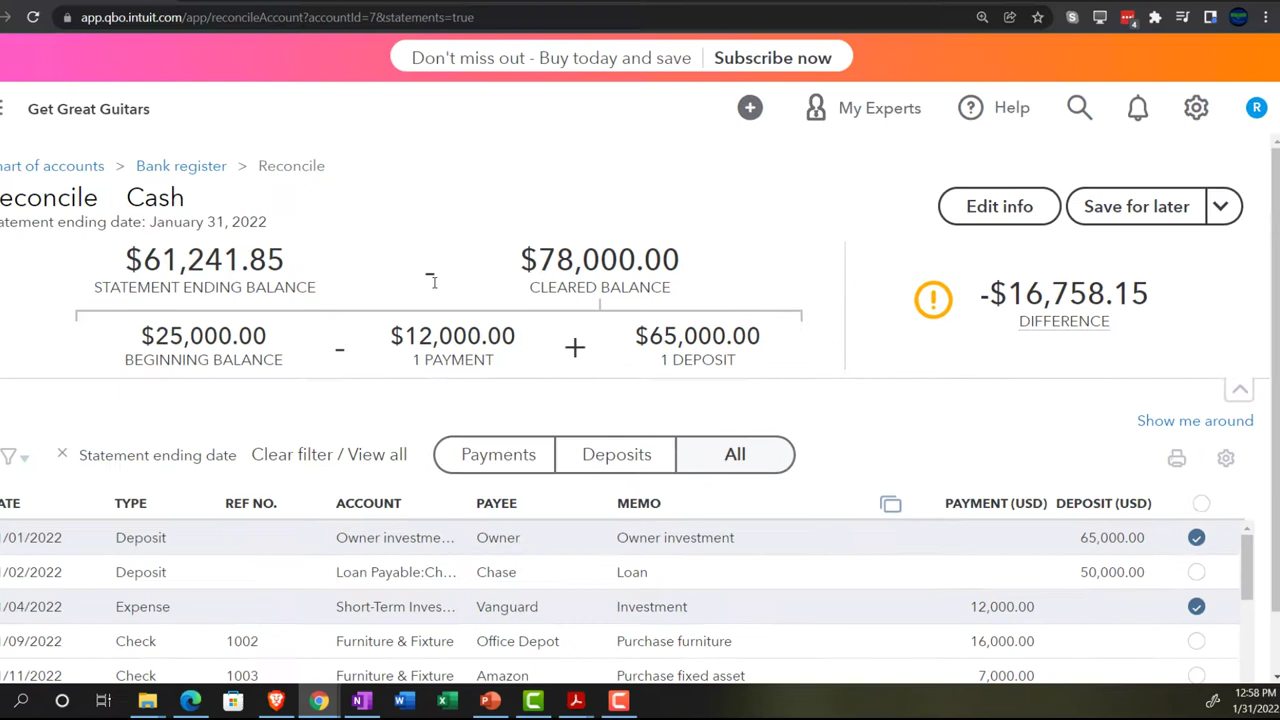 app.qbo.intuit.com/app/reconcileAccount?accountId=7&statements=true
4
Don't miss out - Buy today and save Subscribe now
Get Great Guitars
My Experts
Help
R
hart of accounts > Bank register > Reconcile
econcile Cash
Edit info
Save for later
atement ending date: January 31, 2022
$61,241.85 - $78,000.00
STATEMENT ENDING BALANCE CLEARED BALANCE
-$16,758.15
DIFFERENCE
$25,000.00 - $12,000.00 + $65,000.00
BEGINNING BALANCE 1 PAYMENT 1 DEPOSIT
Show me around
× Statement ending date Clear filter / View all Payments Deposits All
ATE TYPE REF NO. ACCOUNT PAYEE MEMO PAYMENT (USD) DEPOSIT (USD)
1/01/2022 Deposit Owner investme... Owner Owner investment 65,000.00
1/02/2022 Deposit Loan Payable:Ch... Chase Loan 50,000.00
1/04/2022 Expense Short-Term Inves... Vanguard Investment 12,000.00
1/09/2022 Check 1002 Furniture & Fixture Office Depot Purchase furniture 16,000.00
1/11/2022 Check 1003 Furniture & Fixture Amazon Purchase fixed asset 7,000.00
12:58 PM
1/31/2022